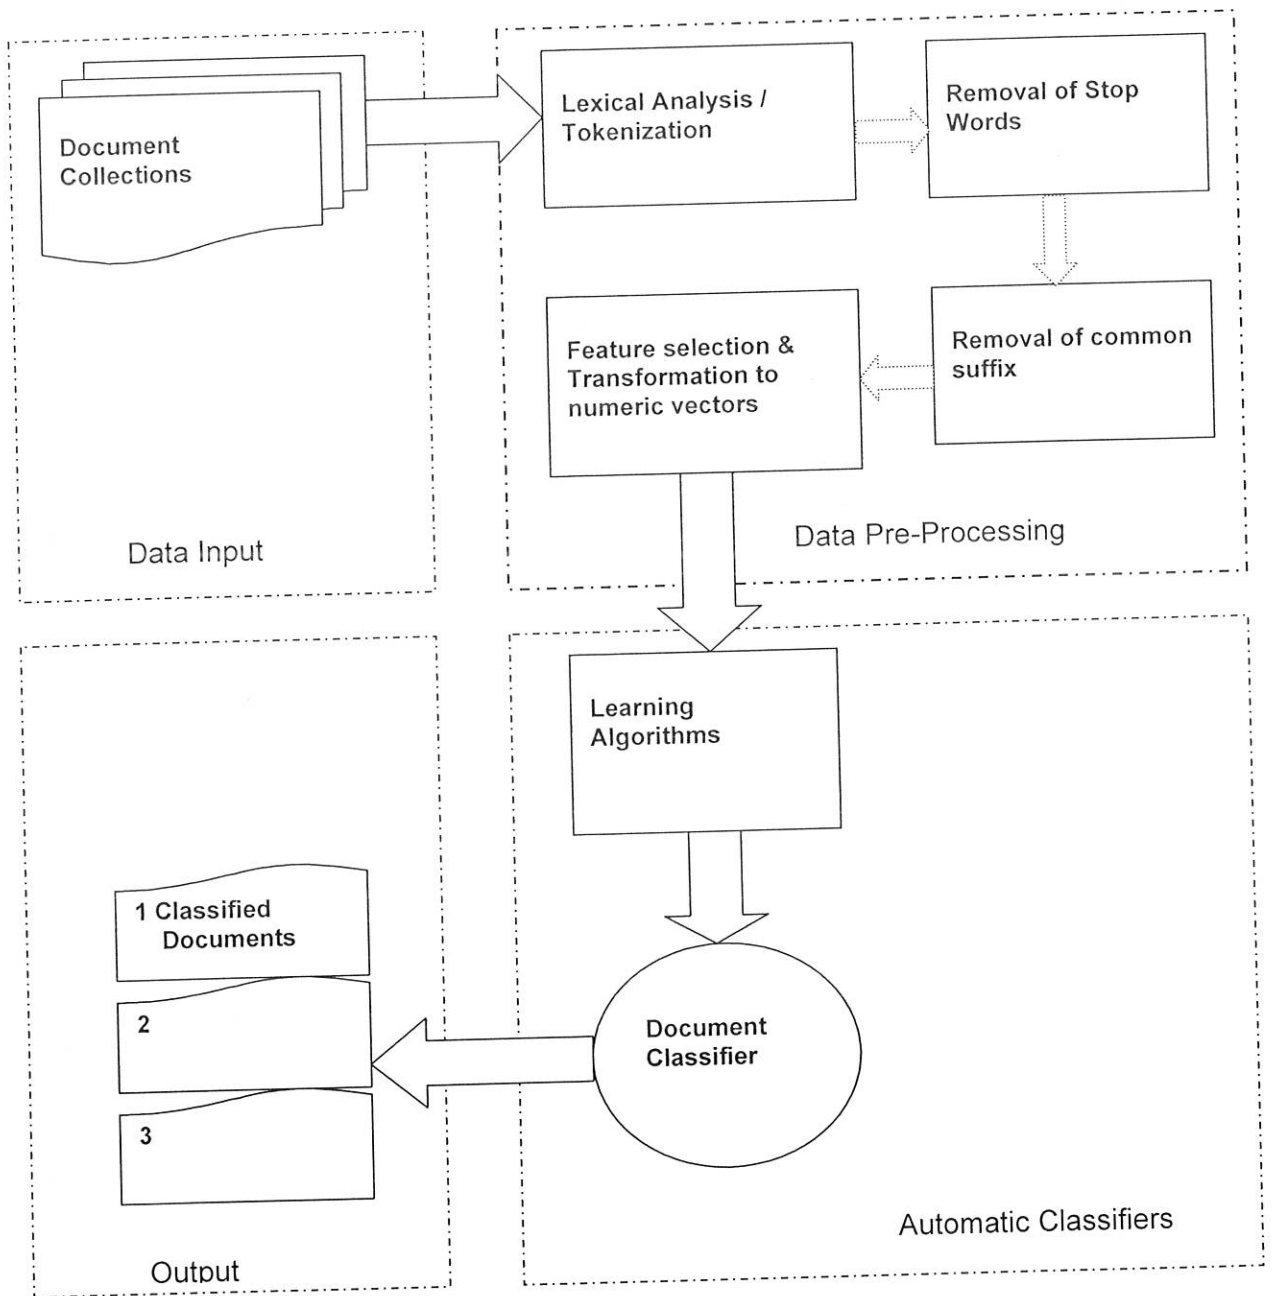 Document
Collections
Lexical Analysis /
Tokenization
Removal of Stop
Words
Removal of common
suffix
Feature selection &
Transformation to
numeric vectors
Data Input
Data Pre-Processing
Learning
Algorithms
Document
Classifier
Automatic Classifiers
1 Classified
Documents
2
3
Output